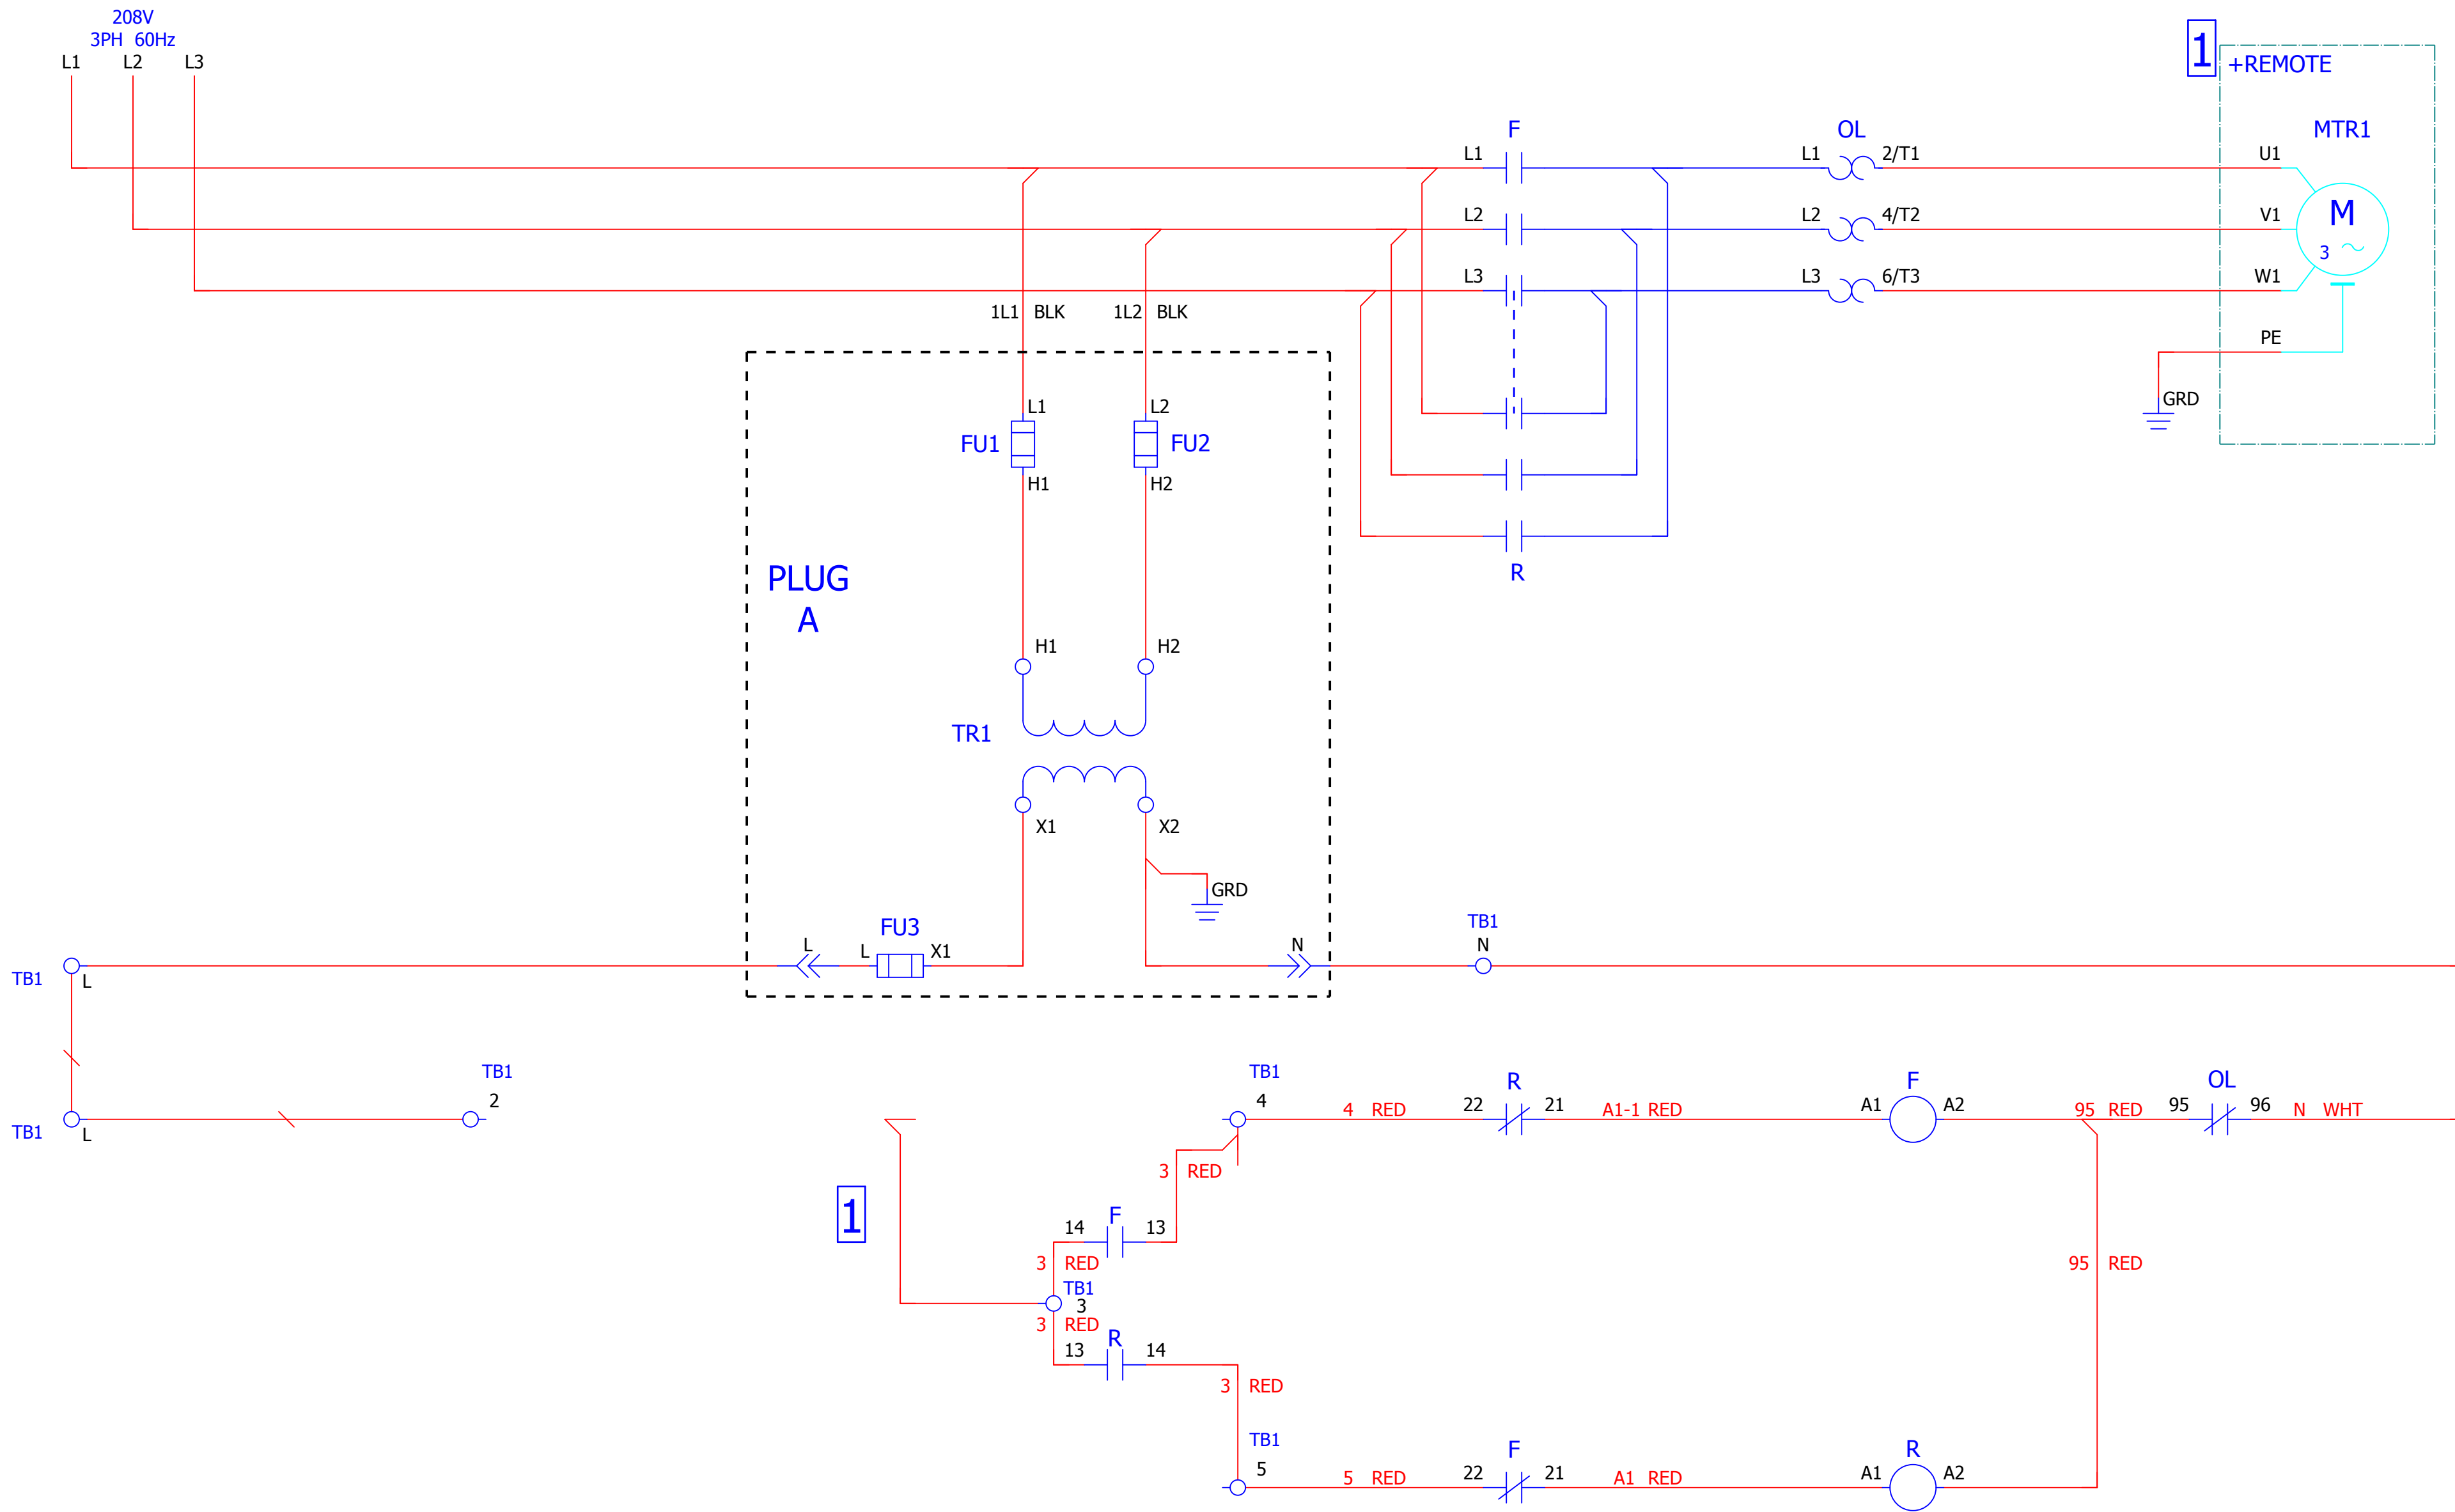 208V
3PH 60Hz
L1 L2 L3
1
+REMOTE
F OL MTR1
L1 L1 2/T1 U1
L2 L2 4/T2 V1
M
3
L3 L3 6/T3 W1
1L1 BLK 1L2 BLK
PE
GRD
L1 L2
FU1 FU2
H1 H2
R
PLUG
A
H1 H2
TR1
X1 X2
GRD
FU3
TB1
L L X1 N N
TB1 L
TB1 TB1 R F OL
2 4 22 21 A1 A2 95 96
4 RED A1-1 RED 95 RED N WHT
TB1 L
3 RED
1
F
14 13
3 RED 95 RED
TB1
3
3 RED
R
13 14
3 RED
TB1 F R
5 22 21 A1 A2
5 RED A1 RED